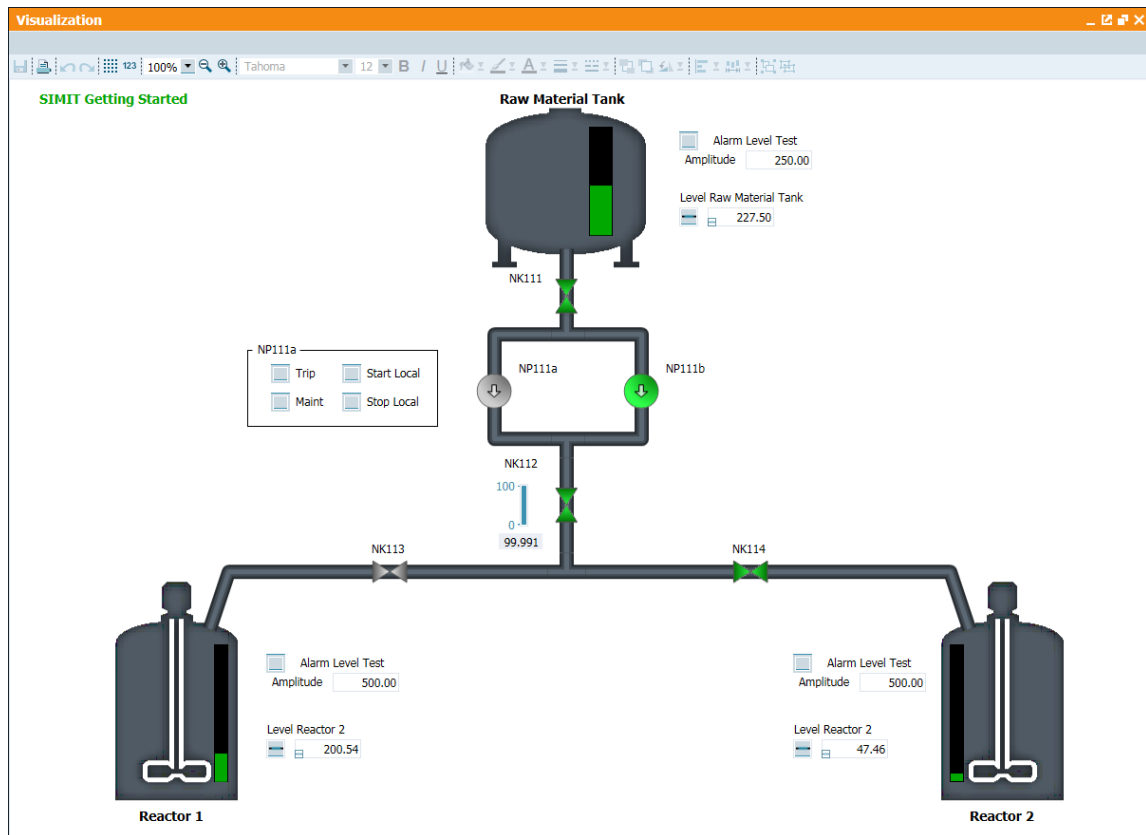 Visualization
123 100% Tahoma 12 B I U A
SIMIT Getting Started
Raw Material Tank
Alarm Level Test
Amplitude 250.00
Level Raw Material Tank
227.50
NK111
NP111a
Trip Start Local
Maint Stop Local
NP111a
NP111b
NK112
100
0
99.991
NK113
NK114
Alarm Level Test
Amplitude 500.00
Level Reactor 2
200.54
Reactor 1
Alarm Level Test
Amplitude 500.00
Level Reactor 2
47.46
Reactor 2